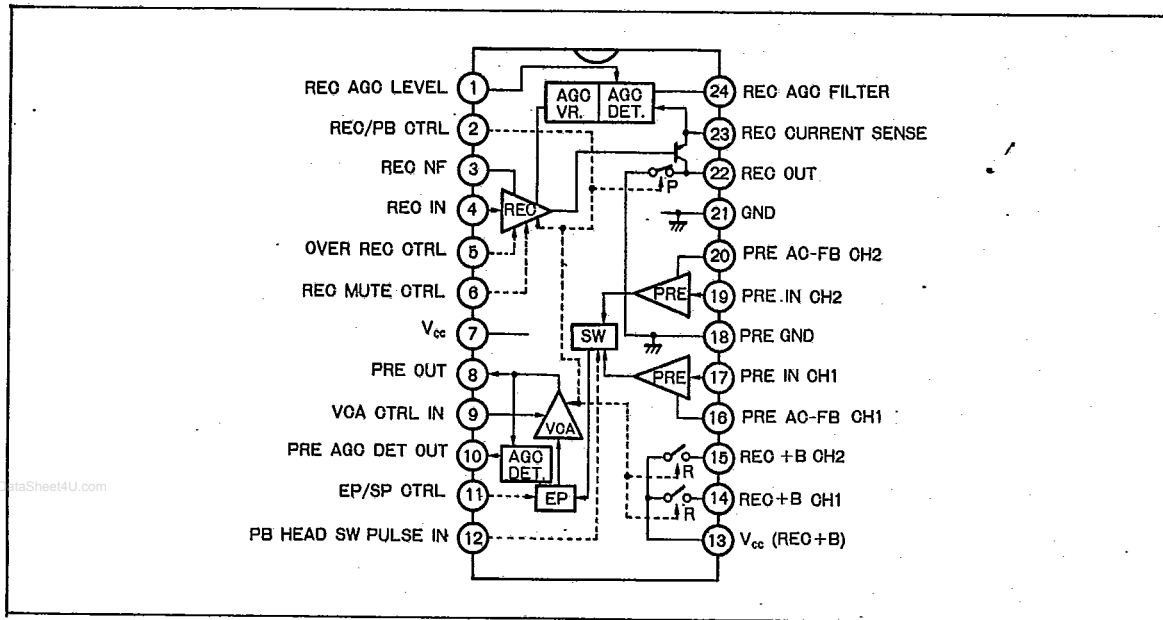 REC AGC LEVEL 1
REC/PB CTRL 2
REC NF 3
REC IN 4
OVER REC CTRL 5
REC MUTE CTRL 6
Vcc 7
PRE OUT 8
VCA CTRL IN 9
PRE AGC DET OUT 10
EP/SP CTRL 11
PB HEAD SW PULSE IN 12
AGC VR.
AGC DET.
REC
P
PRE
SW
PRE
VCA
AGC DET.
EP
R
R
24 REC AGC FILTER
23 REC CURRENT SENSE
22 REC OUT
21 GND
20 PRE AC-FB CH2
19 PRE.IN CH2
18 PRE GND
17 PRE IN CH1
16 PRE AC-FB CH1
15 REC +B CH2
14 REC+B CH1
13 Vcc (REC+B)
DataSheet4U.com